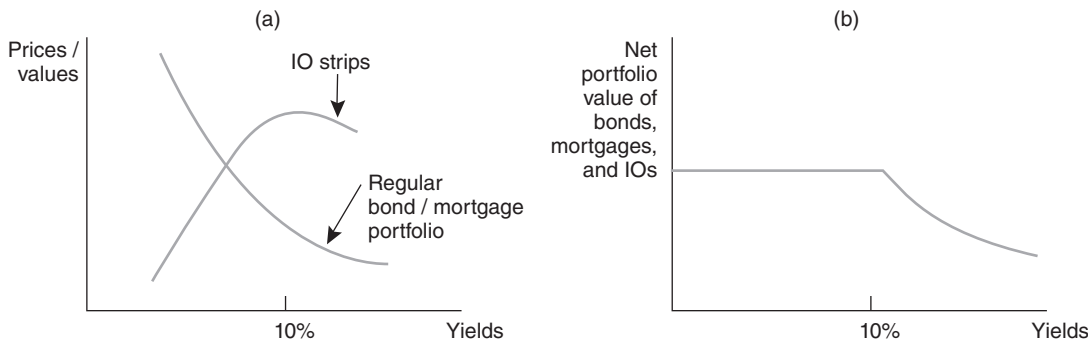 (a)
Prices /
values
IO strips
Regular
bond / mortgage
portfolio
10%
Yields
(b)
Net
portfolio
value of
bonds,
mortgages,
and IOs
10%
Yields